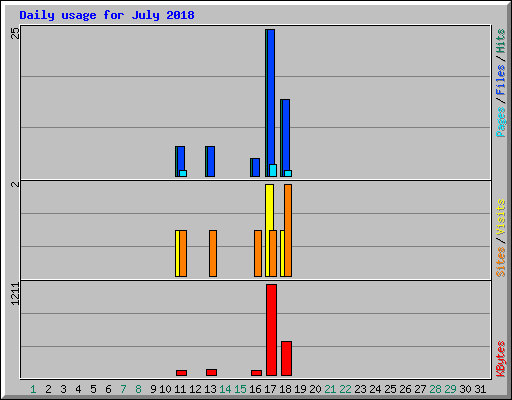 Daily usage for July 2018
25
2
1211
Pages/Files/Hits
Sites/Visits
KBytes
1 2 3 4 5 6 7 8 9 10 11 12 13 14 15 16 17 18 19 20 21 22 23 24 25 26 27 28 29 30 31